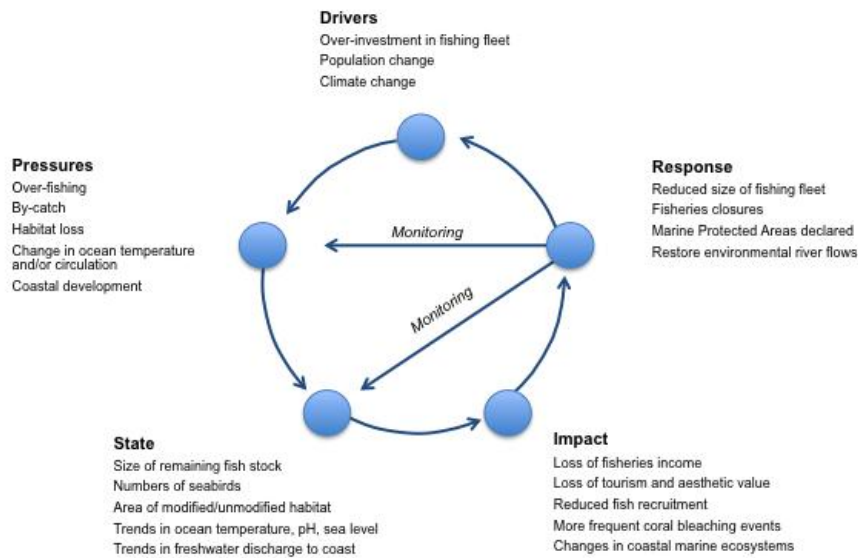 Drivers
Over-investment in fishing fleet
Population change
Climate change
Pressures
Over-fishing
By-catch
Habitat loss
Change in ocean temperature
and/or circulation
Coastal development
Response
Reduced size of fishing fleet
Fisheries closures
Marine Protected Areas declared
Restore environmental river flows
Monitoring
Monitoring
State
Size of remaining fish stock
Numbers of seabirds
Area of modified/unmodified habitat
Trends in ocean temperature, pH, sea level
Trends in freshwater discharge to coast
Impact
Loss of fisheries income
Loss of tourism and aesthetic value
Reduced fish recruitment
More frequent coral bleaching events
Changes in coastal marine ecosystems